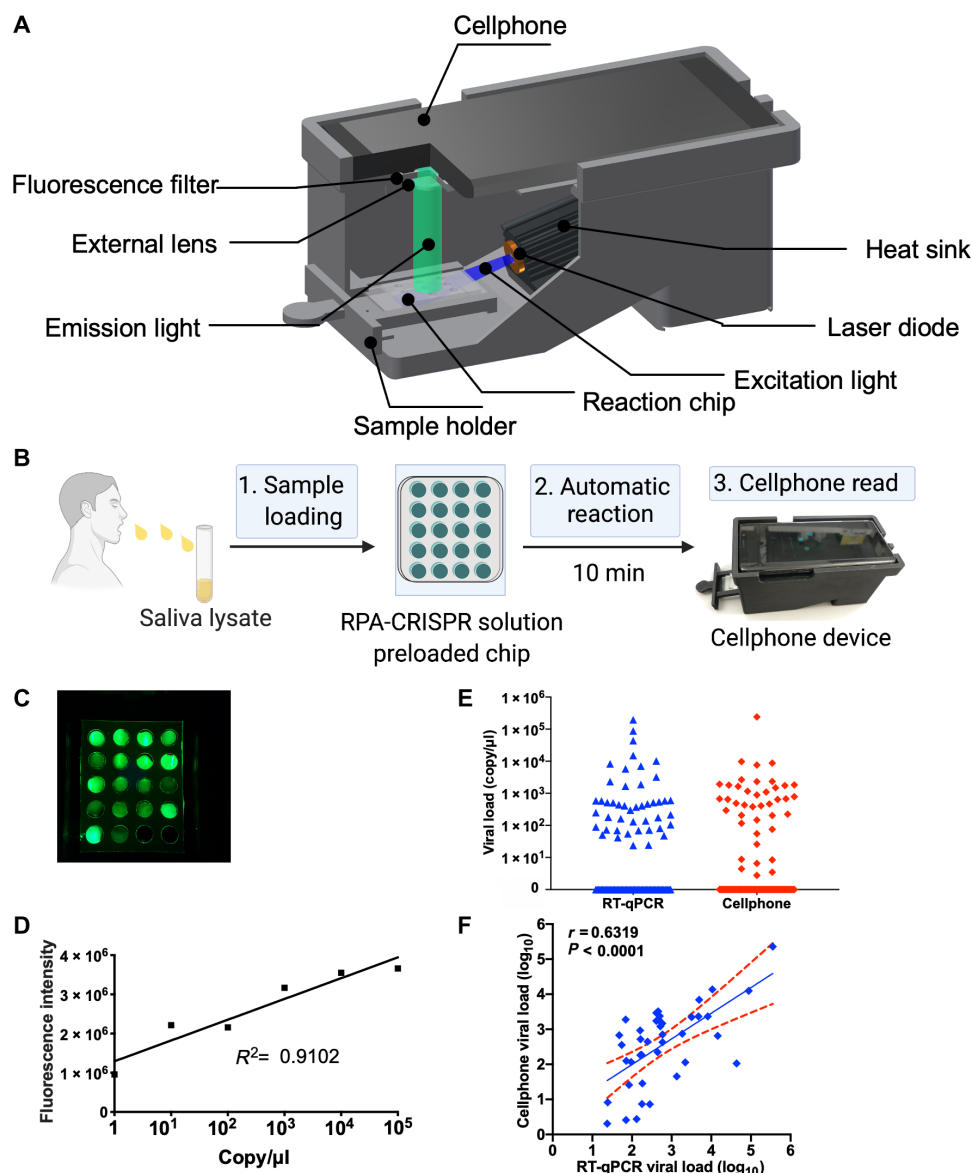 A
Cellphone
Fluorescence filter
External lens
Heat sink
Emission light
Laser diode
Excitation light
Reaction chip
Sample holder
B
1. Sample
loading
2. Automatic
reaction
3. Cellphone read
10 min
Saliva lysate
RPA-CRISPR solution
preloaded chip
Cellphone device
C
D
Fluorescence intensity
4 × 10⁶
3 × 10⁶
2 × 10⁶
1 × 10⁶
0
R²= 0.9102
1 10¹ 10² 10³ 10⁴ 10⁵
Copy/µl
E
Viral load (copy/µl)
1 × 10⁶
1 × 10⁵
1 × 10⁴
1 × 10³
1 × 10²
1 × 10¹
0
RT-qPCR Cellphone
F
Cellphone viral load (log₁₀)
r = 0.6319
P < 0.0001
6
5
4
3
2
1
0
0 1 2 3 4 5 6
RT-qPCR viral load (log₁₀)